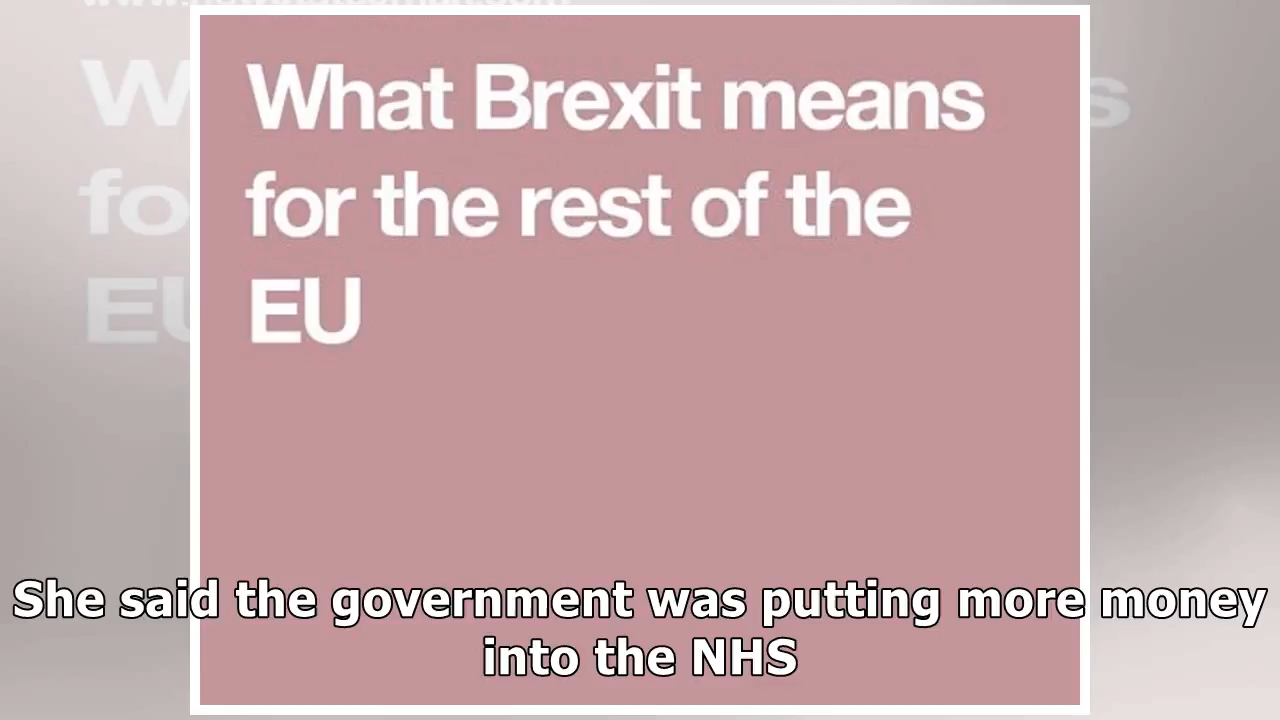 What Brexit means
for the rest of the
EU
She said the government was putting more money
into the NHS